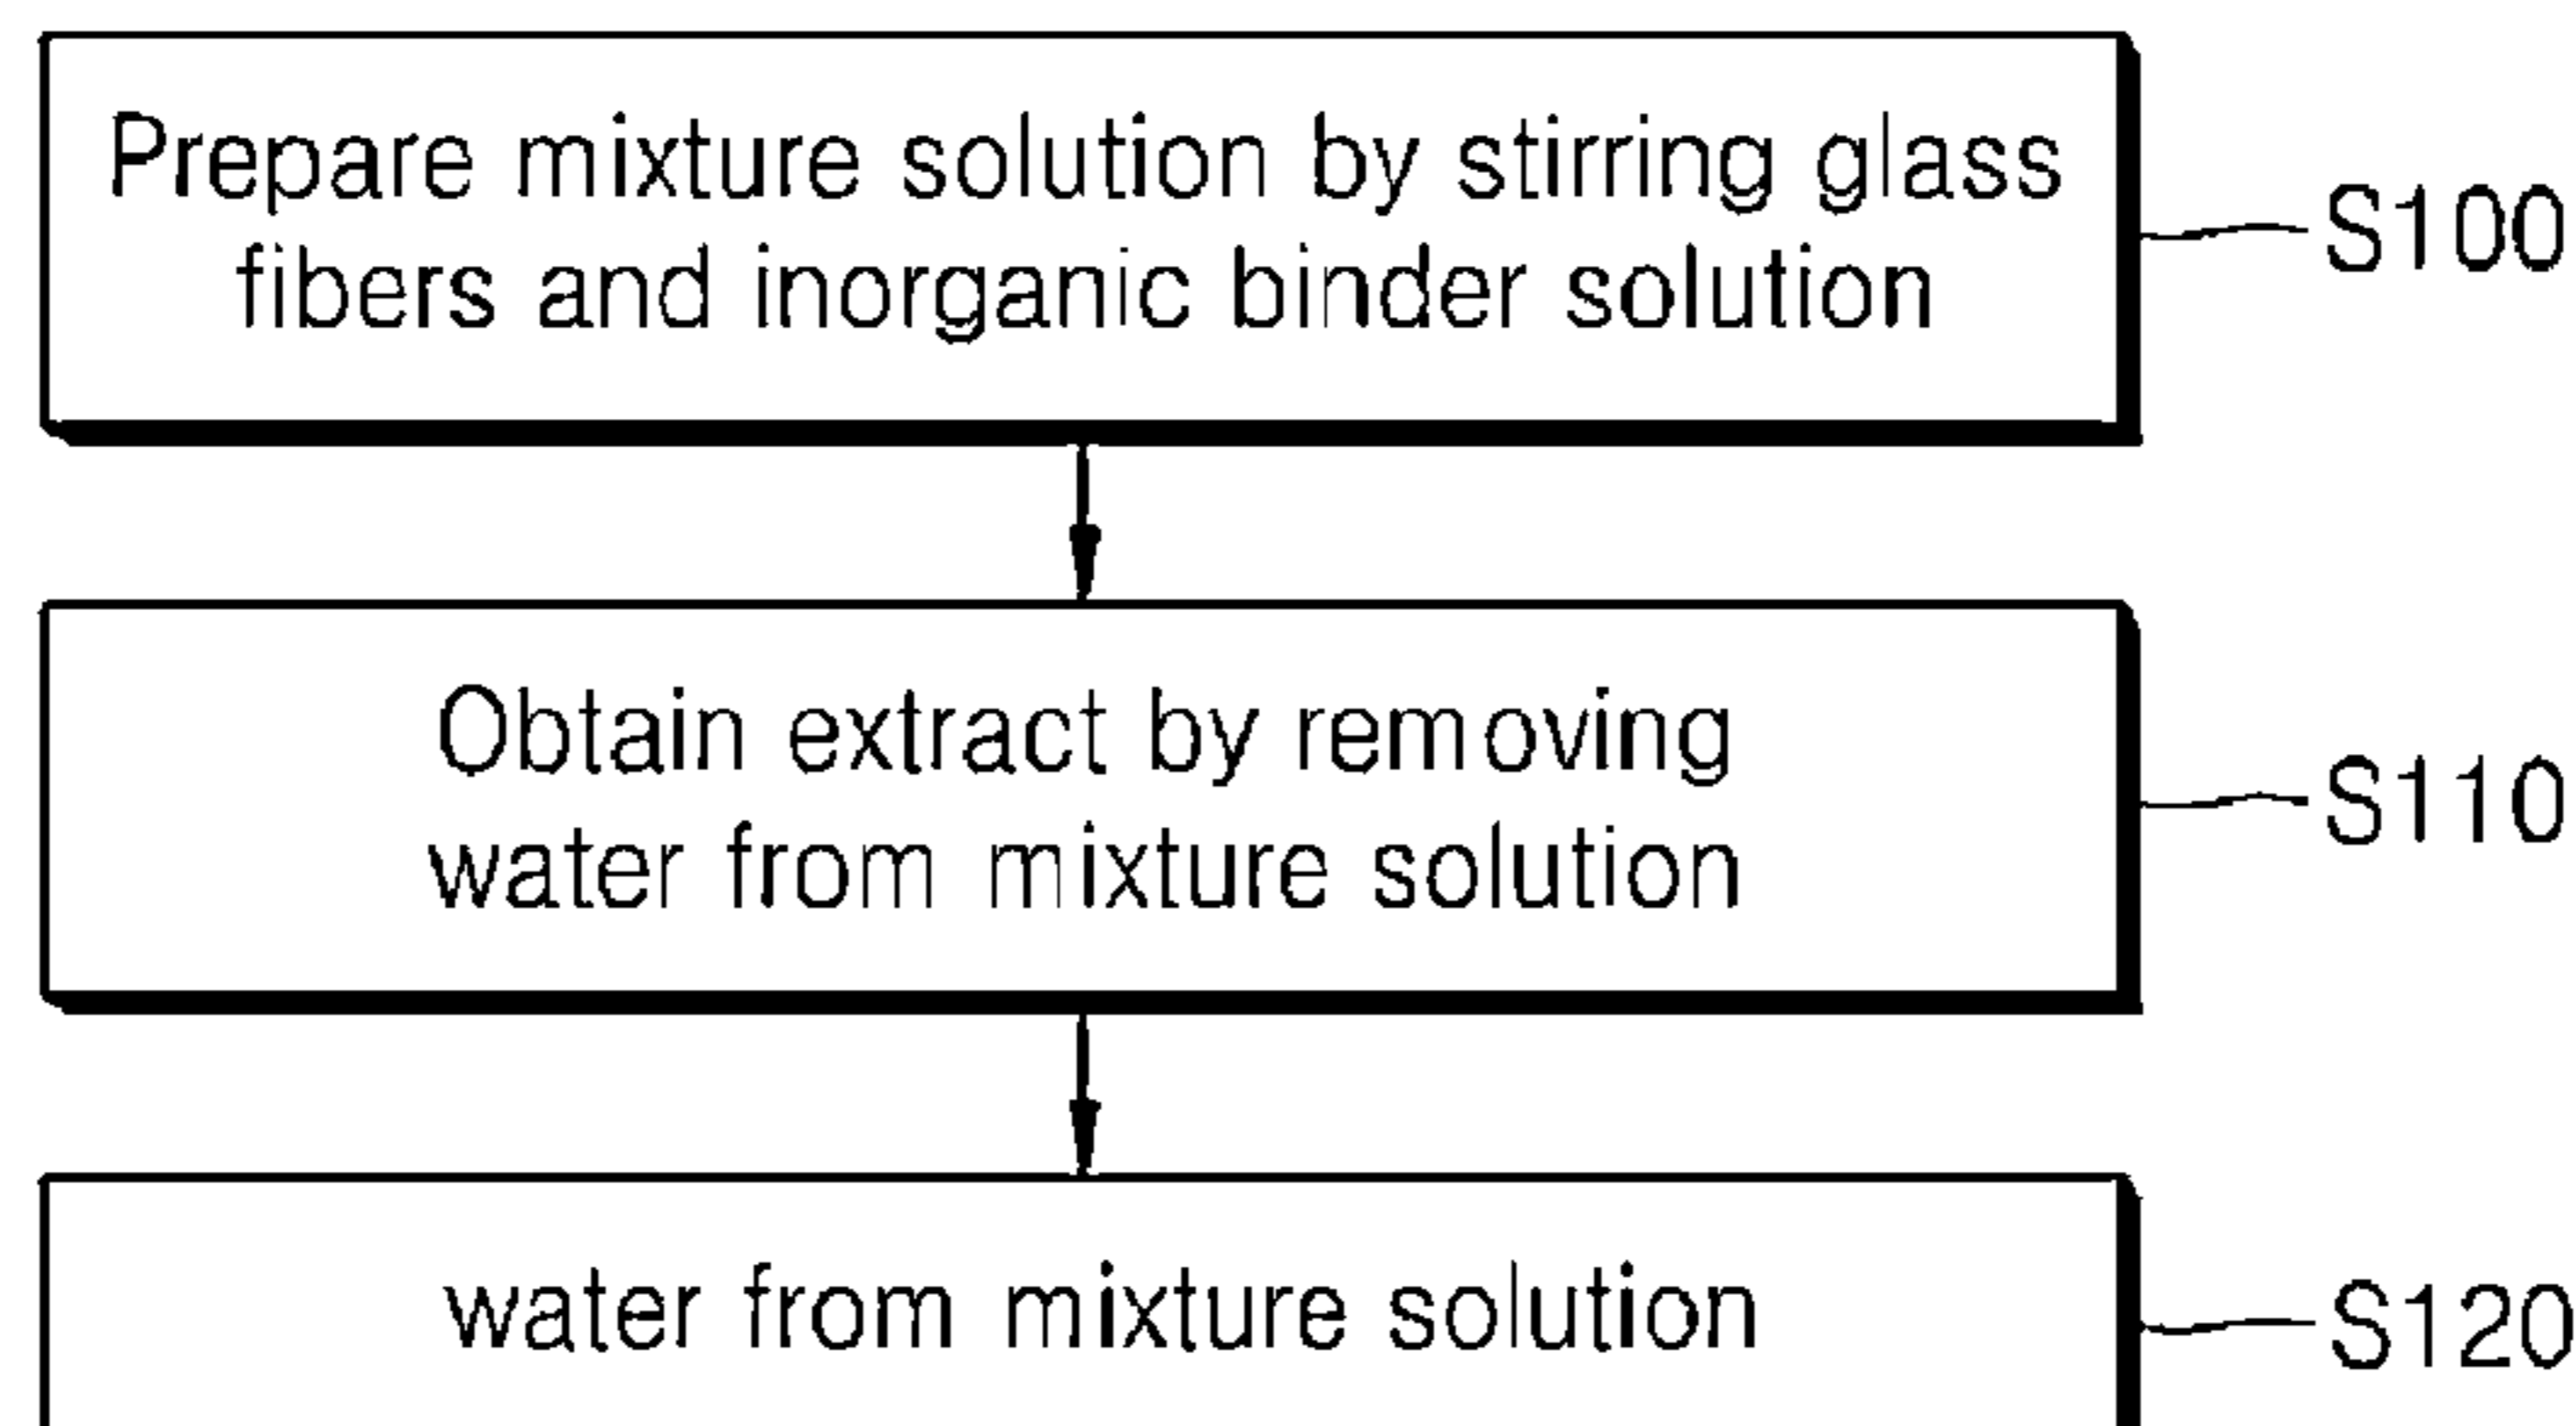 Prepare mixture solution by stirring glass
fibers and inorganic binder solution
S100
Obtain extract by removing
water from mixture solution
S110
water from mixture solution
S120